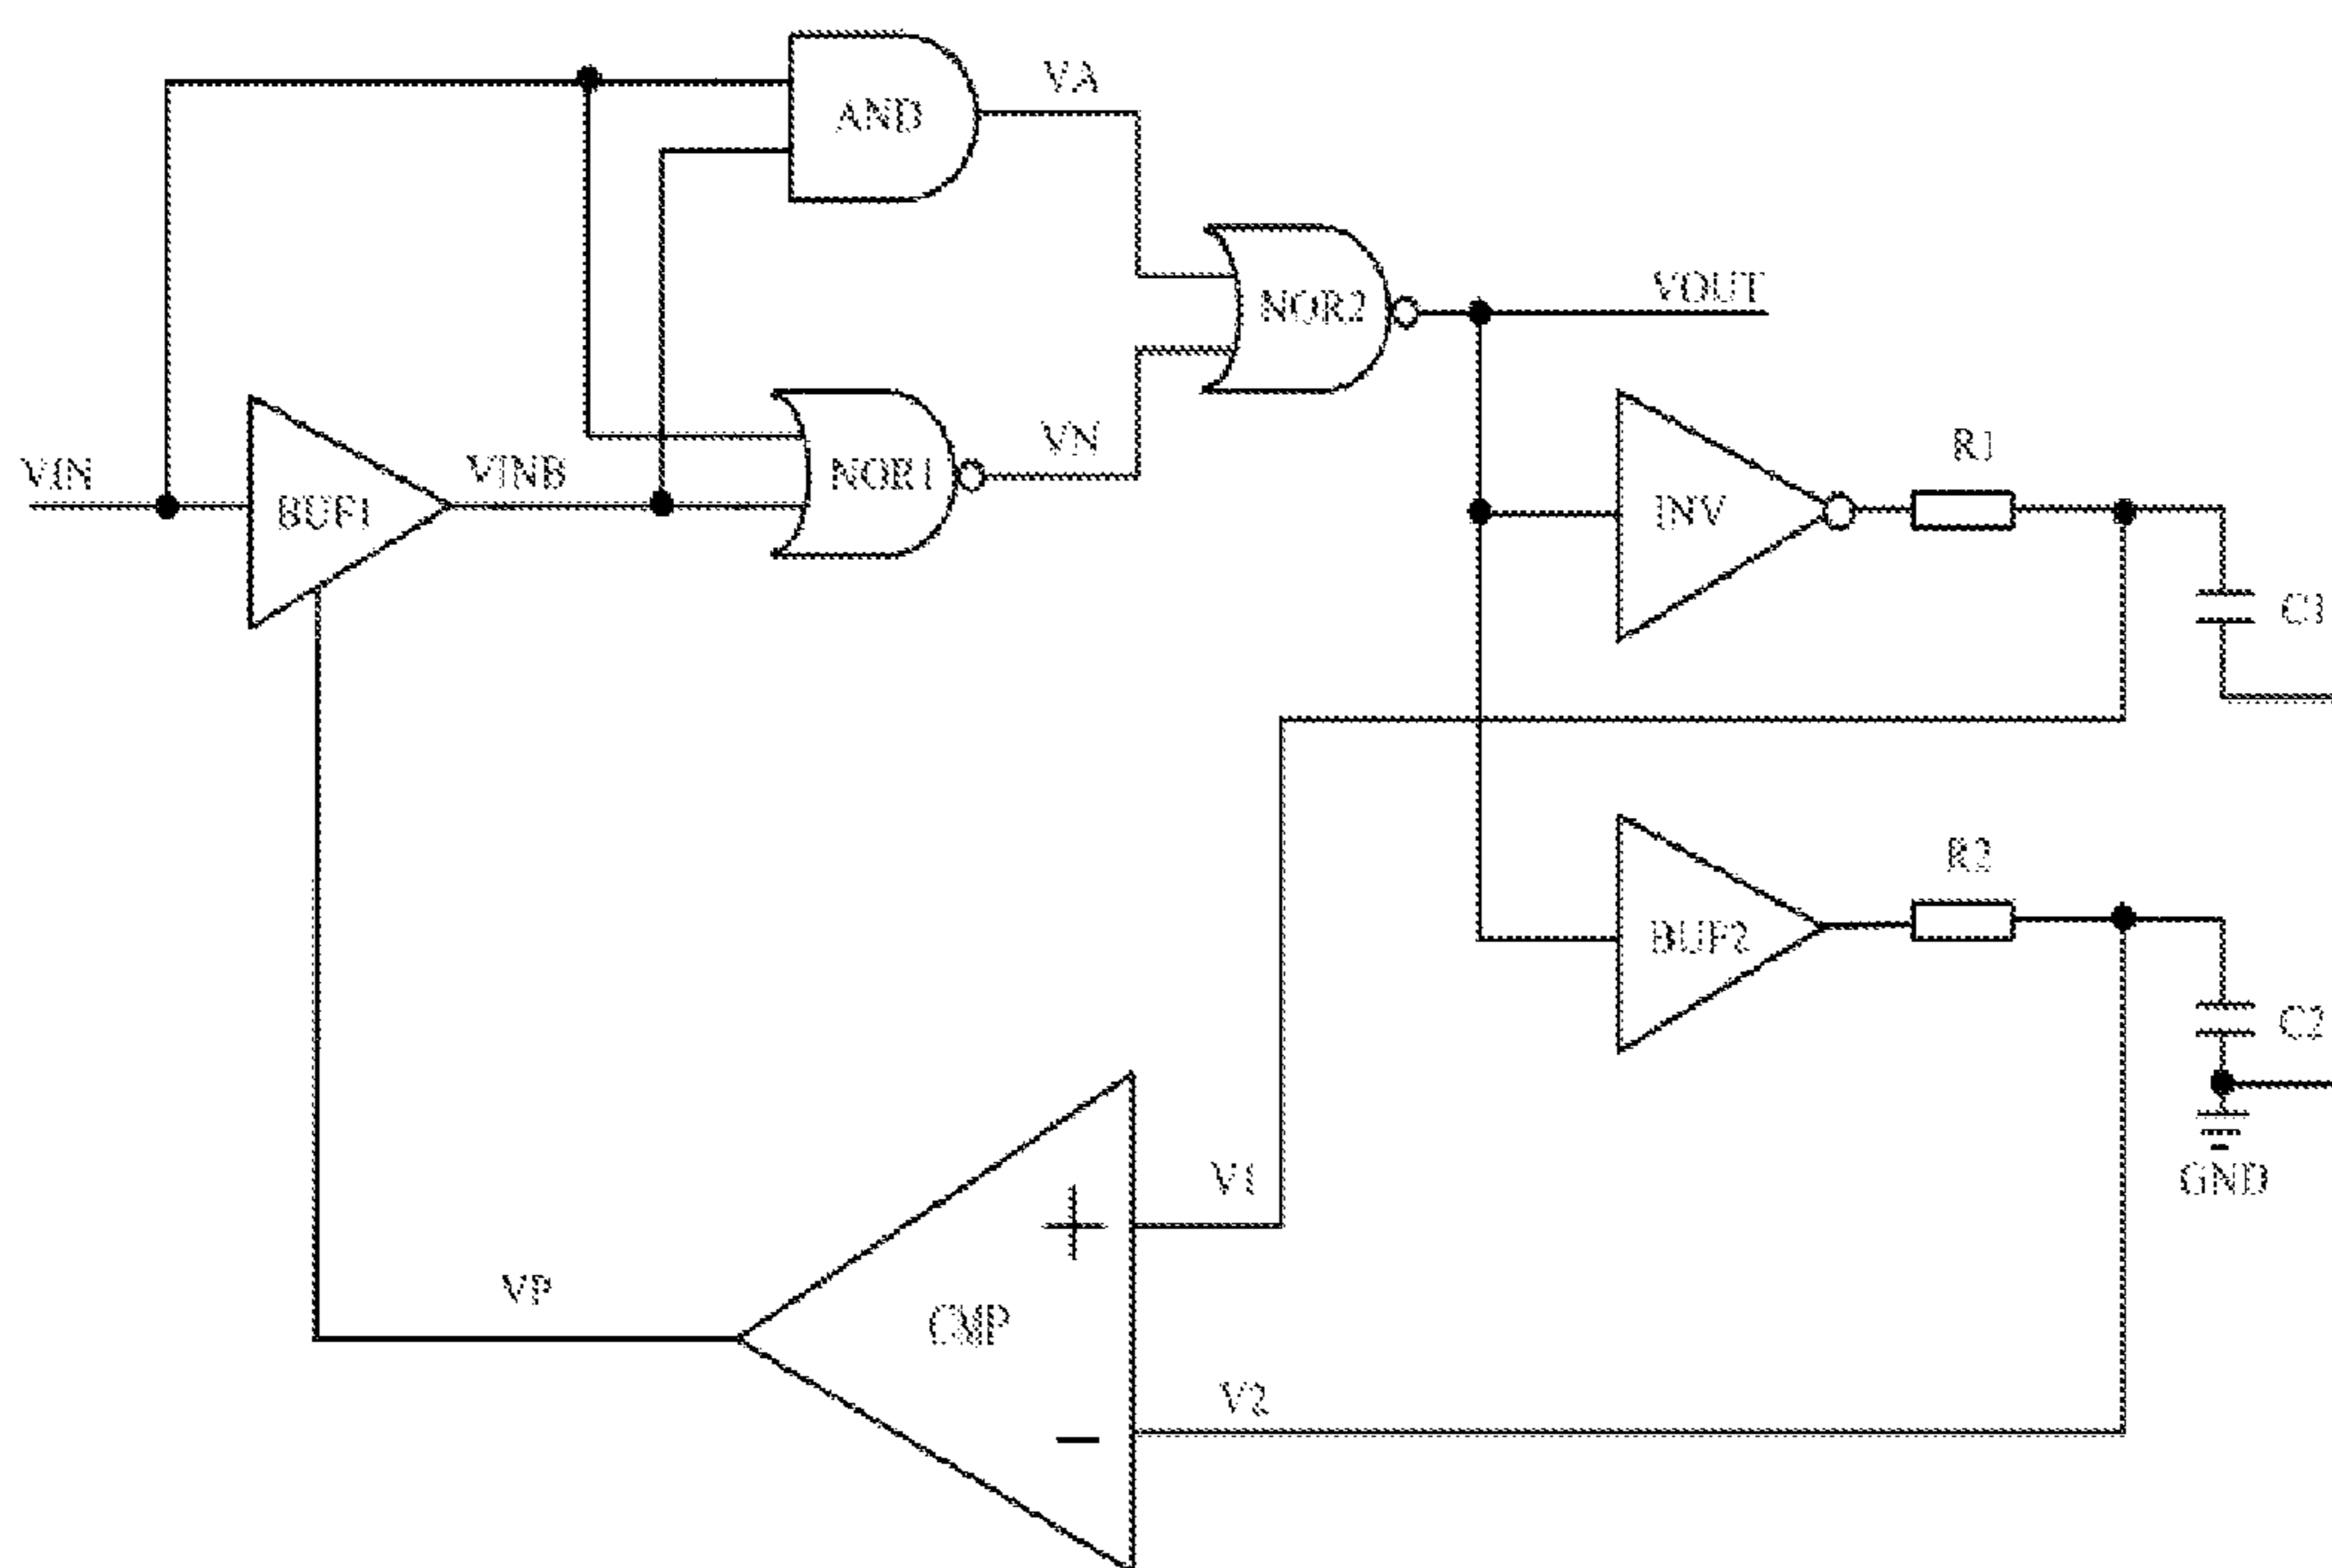 VA
AND
VOUT
NOR2
VIN
BUF1
VINB
NOR1
VN
INV
R1
C1
BUF2
R2
C2
GND
V1
+
VP
CMP
V2
−